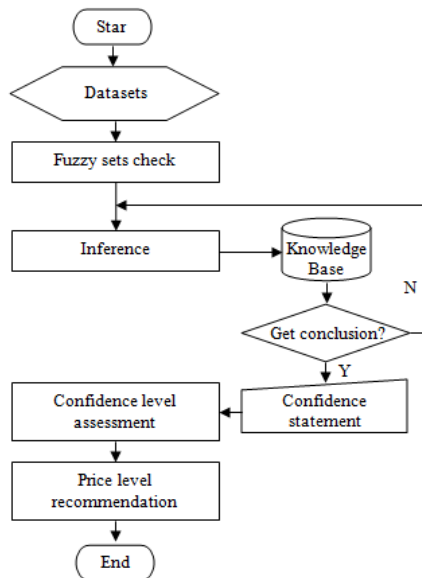 Star
Datasets
Fuzzy sets check
Inference
Knowledge
Base
N
Get conclusion?
Y
Confidence level
assessment
Confidence
statement
Price level
recommendation
End